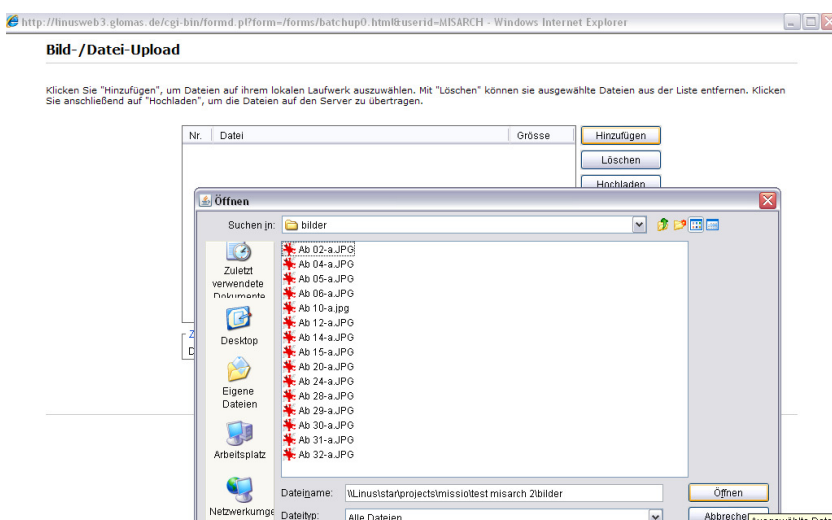 http://linusweb3.glomas.de/cgi-bin/formd.pl?form=/forms/batchup0.html&userid=MISARCH - Windows Internet Explorer
Bild-/Datei-Upload
Klicken Sie "Hinzufügen", um Dateien auf ihrem lokalen Laufwerk auszuwählen. Mit "Löschen" können sie ausgewählte Dateien aus der Liste entfernen. Klicken
Sie anschließend auf "Hochladen", um die Dateien auf den Server zu übertragen.
Nr. Datei Grösse Hinzufügen
Löschen
Hochladen
Öffnen
Suchen in: bilder
Ab 02-a.JPG
Ab 04-a.JPG
Ab 05-a.JPG
Ab 06-a.JPG
Ab 10-a.jpg
Ab 12-a.JPG
Ab 14-a.JPG
Ab 15-a.JPG
Ab 20-a.JPG
Ab 24-a.JPG
Ab 28-a.JPG
Ab 29-a.JPG
Ab 30-a.JPG
Ab 31-a.JPG
Ab 32-a.JPG
Zuletzt
verwendete
Dokumente
Desktop
Eigene
Dateien
Arbeitsplatz
Netzwerkumge
Dateiname: \\Linus\star\projects\missio\test misarch 2\bilder Öffnen
Dateityp: Alle Dateien Abbreche